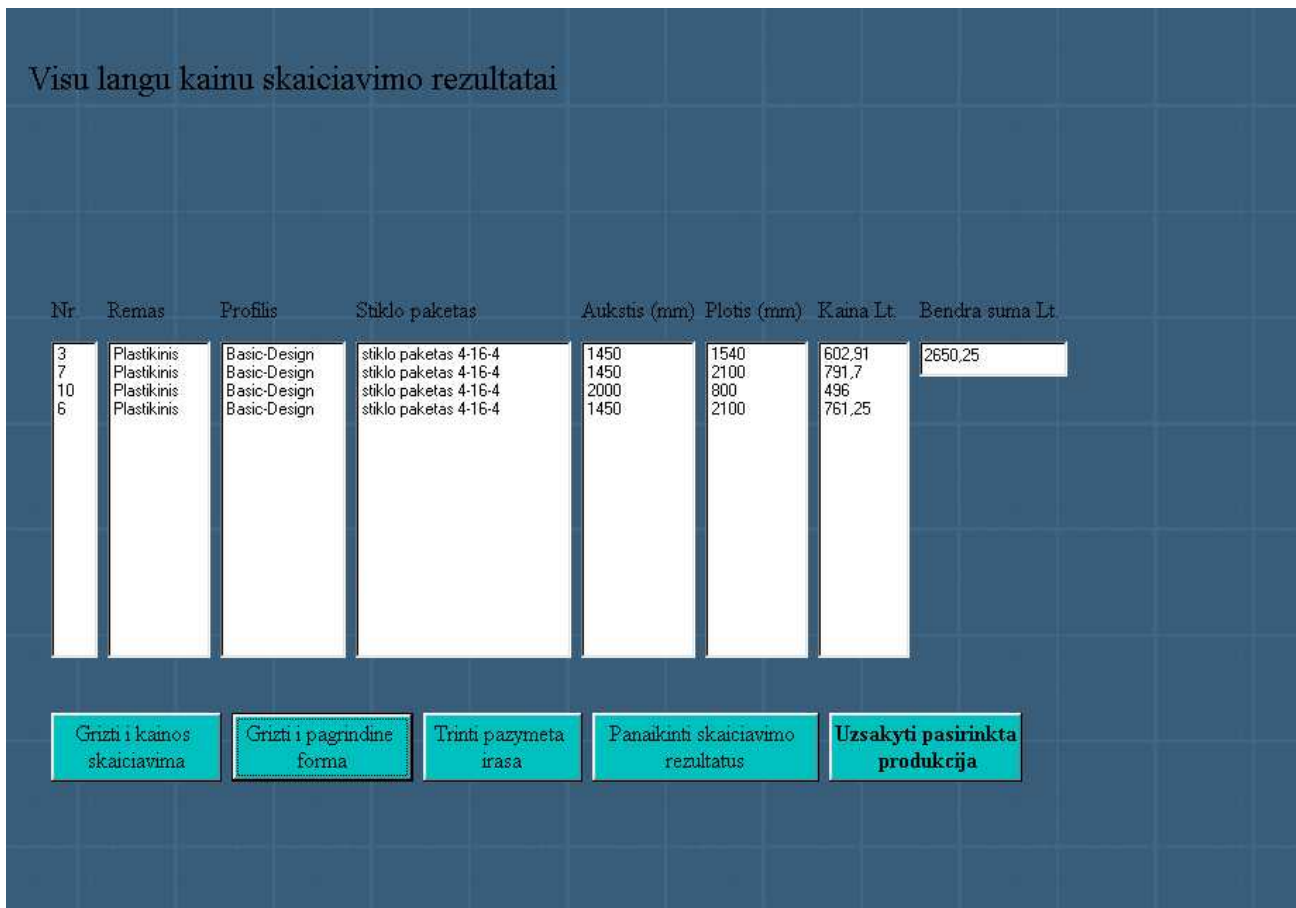 Visu langu kainu skaiciavimo rezultatai
Nr. Remas Profilis Stiklo paketas Aukstis (mm) Plotis (mm) Kaina Lt. Bendra suma Lt.
3 Plastikinis Basic-Design stiklo paketas 4-16-4 1450 1540 602,91 2650,25
7 Plastikinis Basic-Design stiklo paketas 4-16-4 1450 2100 791,7
10 Plastikinis Basic-Design stiklo paketas 4-16-4 2000 800 496
6 Plastikinis Basic-Design stiklo paketas 4-16-4 1450 2100 761,25
Grizti i kainos
skaiciavima
Grizti i pagrindine
forma
Trinti pazymeta
irasa
Panaikinti skaiciavimo
rezultatus
Uzsakyti pasirinkta
produkcija